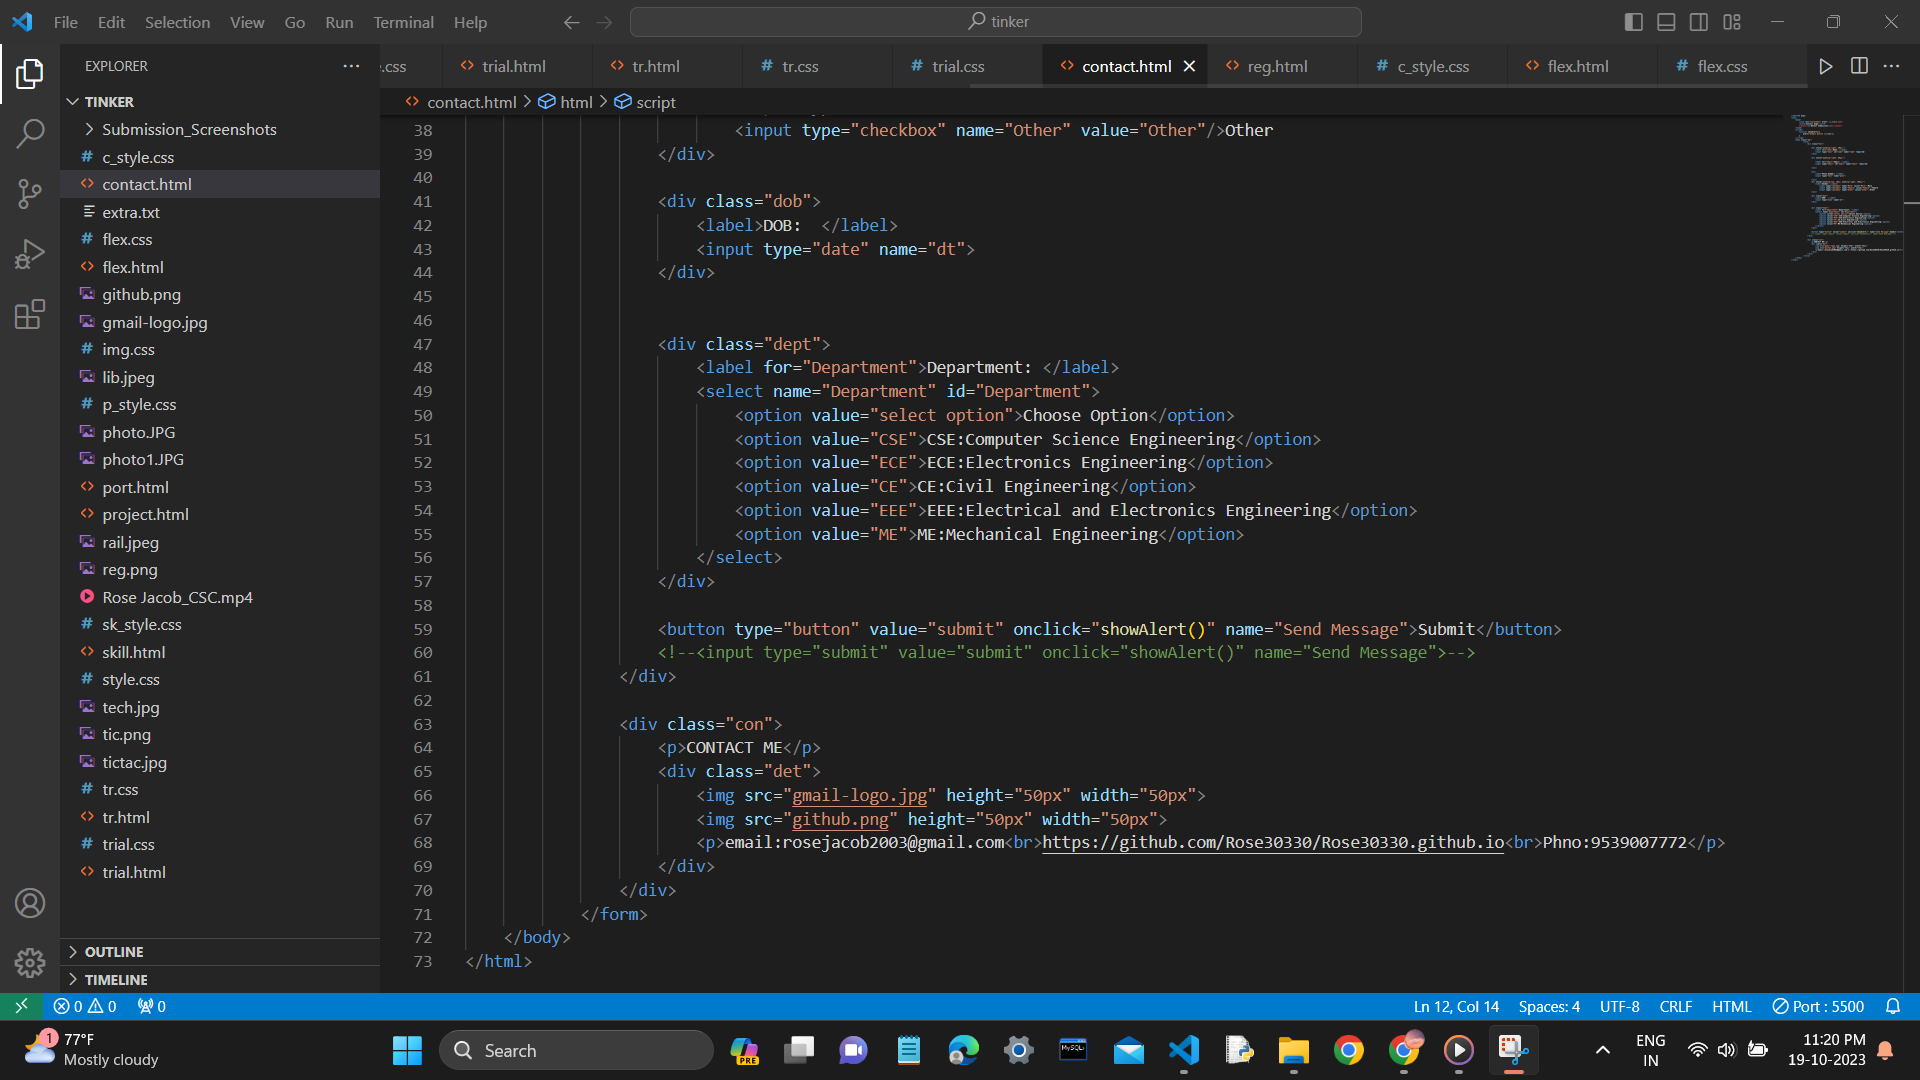 File Edit Selection View Go Run Terminal Help
tinker
EXPLORER
.css trial.html tr.html tr.css trial.css contact.html reg.html c_style.css flex.html flex.css
contact.html > html > script
TINKER
Submission_Screenshots
c_style.css
contact.html
extra.txt
flex.css
flex.html
github.png
gmail-logo.jpg
img.css
lib.jpeg
p_style.css
photo.JPG
photo1.JPG
port.html
project.html
rail.jpeg
reg.png
Rose Jacob_CSC.mp4
sk_style.css
skill.html
style.css
tech.jpg
tic.png
tictac.jpg
tr.css
tr.html
trial.css
trial.html
OUTLINE
TIMELINE
38 <input type="checkbox" name="Other" value="Other"/>Other
39 </div>
40
41 <div class="dob">
42 <label>DOB:  </label>
43 <input type="date" name="dt">
44 </div>
45
46
47 <div class="dept">
48 <label for="Department">Department: </label>
49 <select name="Department" id="Department">
50 <option value="select option">Choose Option</option>
51 <option value="CSE">CSE:Computer Science Engineering</option>
52 <option value="ECE">ECE:Electronics Engineering</option>
53 <option value="CE">CE:Civil Engineering</option>
54 <option value="EEE">EEE:Electrical and Electronics Engineering</option>
55 <option value="ME">ME:Mechanical Engineering</option>
56 </select>
57 </div>
58
59 <button type="button" value="submit" onclick="showAlert()" name="Send Message">Submit</button>
60 <!--<input type="submit" value="submit" onclick="showAlert()" name="Send Message">-->
61 </div>
62
63 <div class="con">
64 <p>CONTACT ME</p>
65 <div class="det">
66 <img src="gmail-logo.jpg" height="50px" width="50px">
67 <img src="github.png" height="50px" width="50px">
68 <p>email:rosejacob2003@gmail.com<br>https://github.com/Rose30330/Rose30330.github.io<br>Phno:9539007772</p>
69 </div>
70 </div>
71 </form>
72 </body>
73 </html>
0 0 0
Ln 12, Col 14 Spaces: 4 UTF-8 CRLF HTML Port : 5500
1 77°F
Mostly cloudy
Search
PRE
MySQL
ENG
IN
11:20 PM
19-10-2023